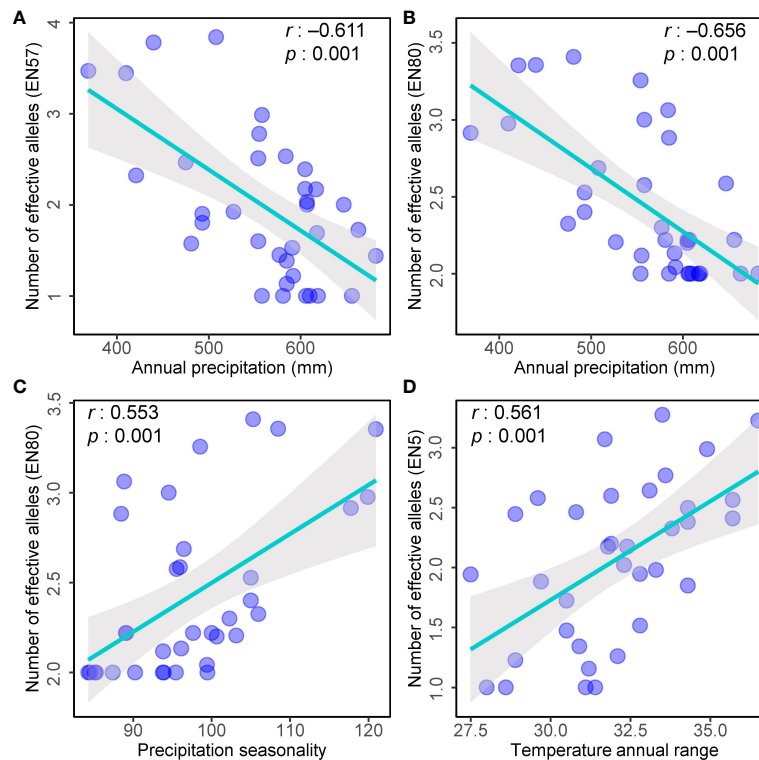 A
r : –0.611
p : 0.001
Number of effective alleles (EN57)
4
3
2
1
400 500 600
Annual precipitation (mm)
B
r : –0.656
p : 0.001
Number of effective alleles (EN80)
3.5
3.0
2.5
2.0
400 500 600
Annual precipitation (mm)
C
r : 0.553
p : 0.001
Number of effective alleles (EN80)
3.5
3.0
2.5
2.0
90 100 110 120
Precipitation seasonality
D
r : 0.561
p : 0.001
Number of effective alleles (EN5)
3.0
2.5
2.0
1.5
1.0
27.5 30.0 32.5 35.0
Temperature annual range